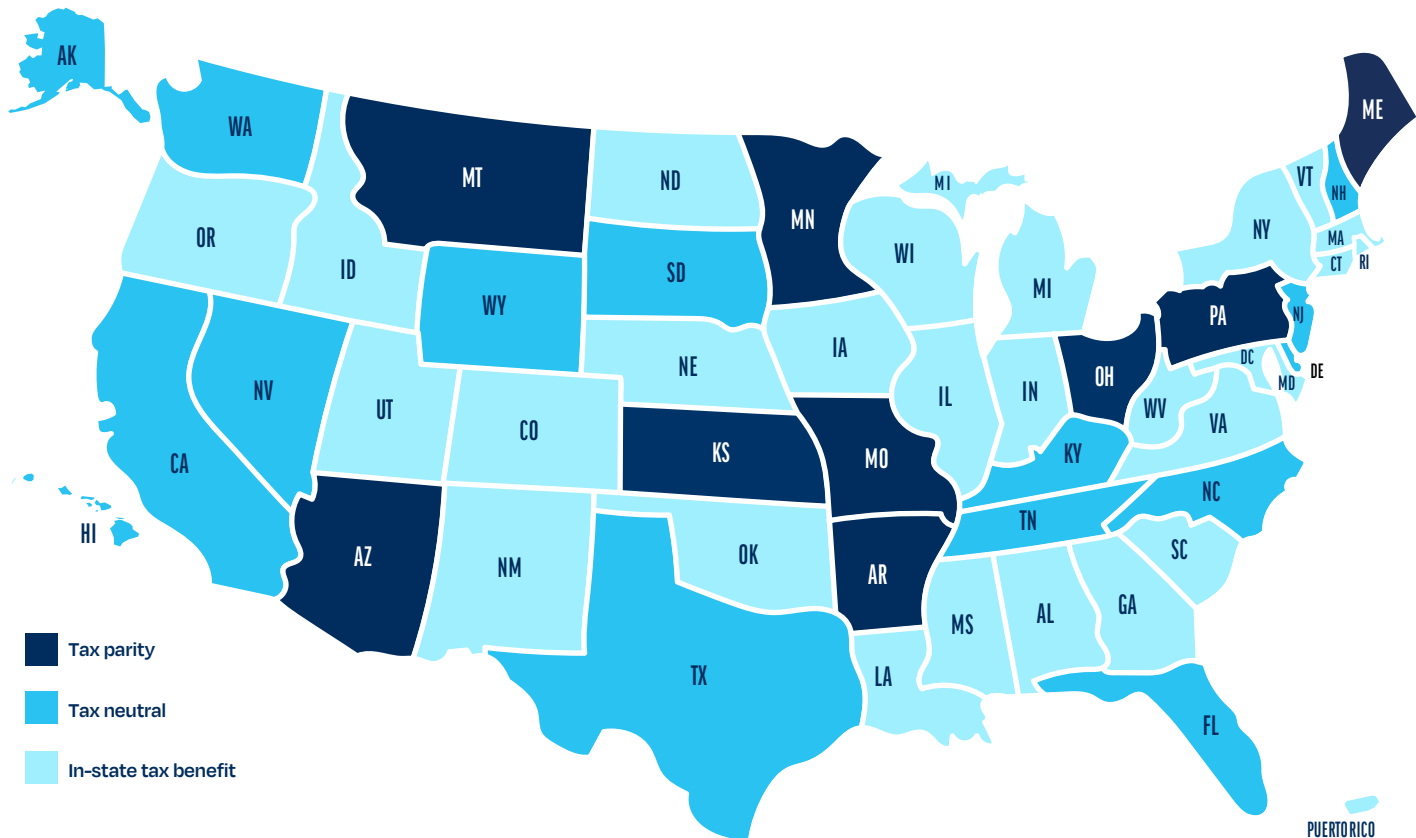 AK
WA
MT
ND
MN
MI
ME
VT
NH
OR
ID
WY
SD
WI
MI
NY
MA
CT
RI
NV
UT
CO
NE
IA
IL
IN
OH
PA
NJ
DC
MD
DE
WV
VA
CA
KS
MO
KY
NC
TN
HI
AZ
NM
OK
AR
SC
MS
AL
GA
LA
TX
FL
Tax parity
Tax neutral
In-state tax benefit
PUERTO RICO